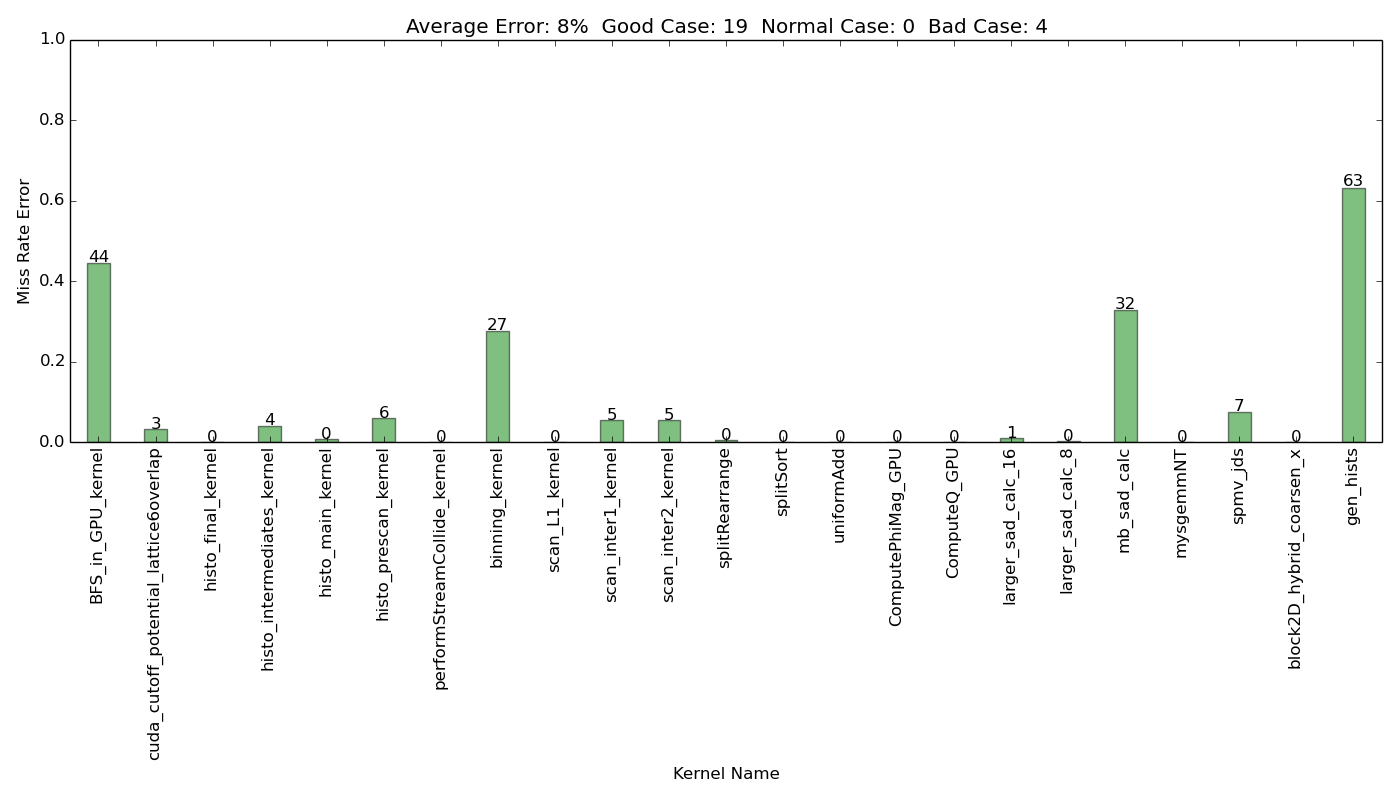 Average Error: 8%  Good Case: 19  Normal Case: 0  Bad Case: 4
Miss Rate Error
1.0
0.8
0.6
0.4
0.2
0.0
44
3
0
4
0
6
0
27
0
5
5
0
0
0
0
0
1
0
32
0
7
0
63
BFS_in_GPU_kernel
cuda_cutoff_potential_lattice6overlap
histo_final_kernel
histo_intermediates_kernel
histo_main_kernel
histo_prescan_kernel
performStreamCollide_kernel
binning_kernel
scan_L1_kernel
scan_inter1_kernel
scan_inter2_kernel
splitRearrange
splitSort
uniformAdd
ComputePhiMag_GPU
ComputeQ_GPU
larger_sad_calc_16
larger_sad_calc_8
mb_sad_calc
mysgemmNT
spmv_jds
block2D_hybrid_coarsen_x
gen_hists
Kernel Name